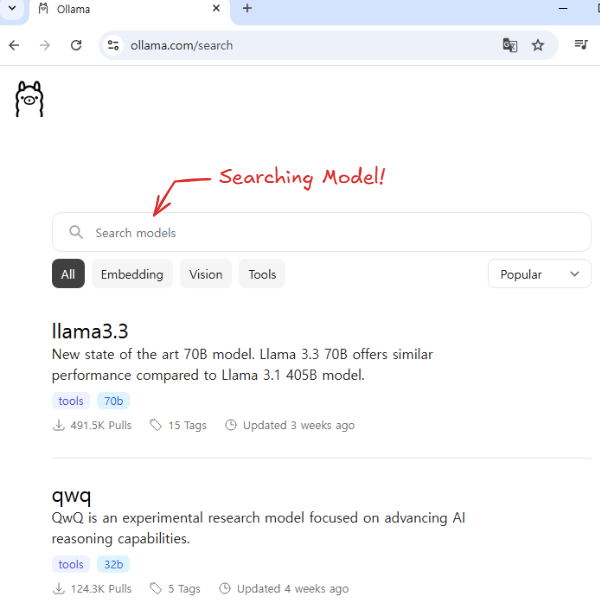 Ollama
ollama.com/search
Searching Model!
Search models
All Embedding Vision Tools Popular
llama3.3
New state of the art 70B model. Llama 3.3 70B offers similar
performance compared to Llama 3.1 405B model.
tools 70b
491.5K Pulls 15 Tags Updated 3 weeks ago
qwq
QwQ is an experimental research model focused on advancing AI
reasoning capabilities.
tools 32b
124.3K Pulls 5 Tags Updated 4 weeks ago